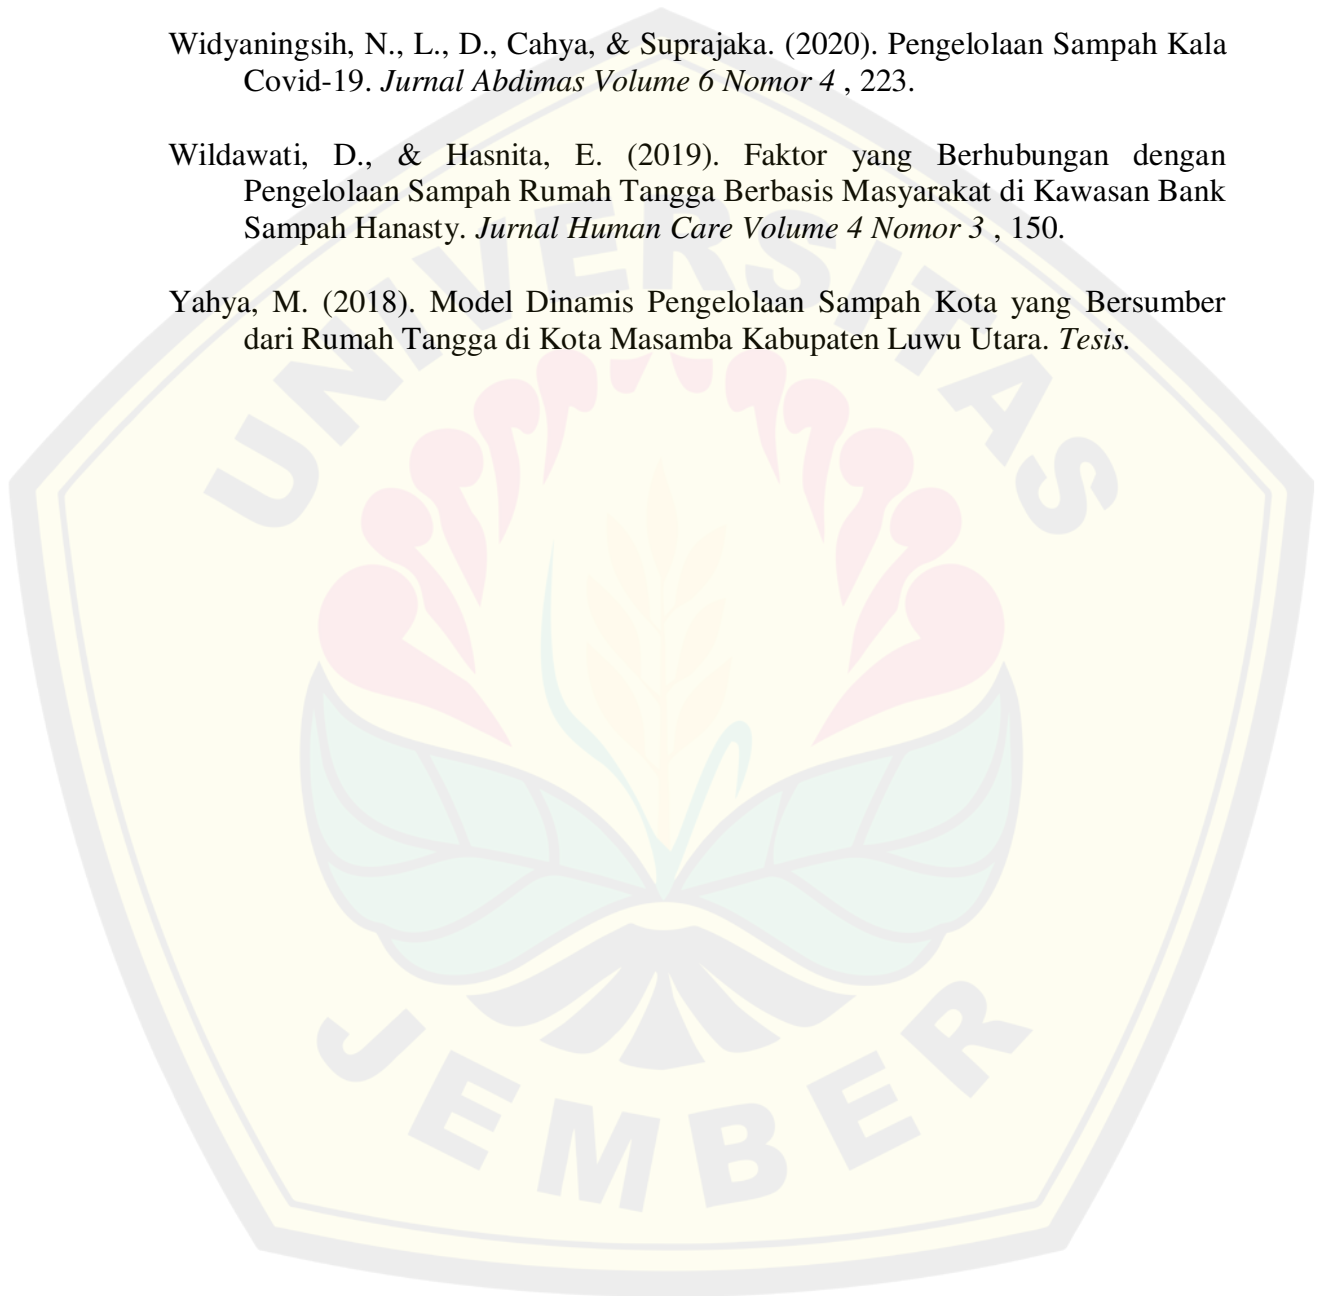 Widyaningsih, N., L., D., Cahya, & Suprajaka. (2020). Pengelolaan Sampah Kala
Covid-19. Jurnal Abdimas Volume 6 Nomor 4 , 223.
Wildawati, D., & Hasnita, E. (2019). Faktor yang Berhubungan dengan
Pengelolaan Sampah Rumah Tangga Berbasis Masyarakat di Kawasan Bank
Sampah Hanasty. Jurnal Human Care Volume 4 Nomor 3 , 150.
Yahya, M. (2018). Model Dinamis Pengelolaan Sampah Kota yang Bersumber
dari Rumah Tangga di Kota Masamba Kabupaten Luwu Utara. Tesis.
UNIVERSITAS
JEMBER